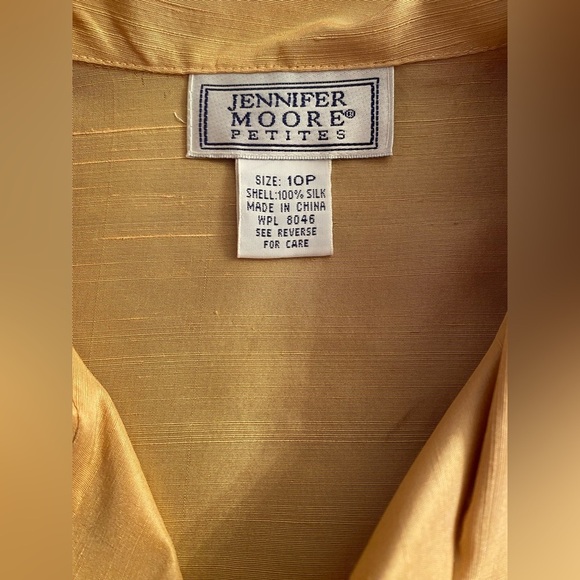 JENNIFER
MOORE®
PETITES
SIZE: 10P
SHELL:100% SILK
MADE IN CHINA
WPL 8046
SEE REVERSE
FOR CARE